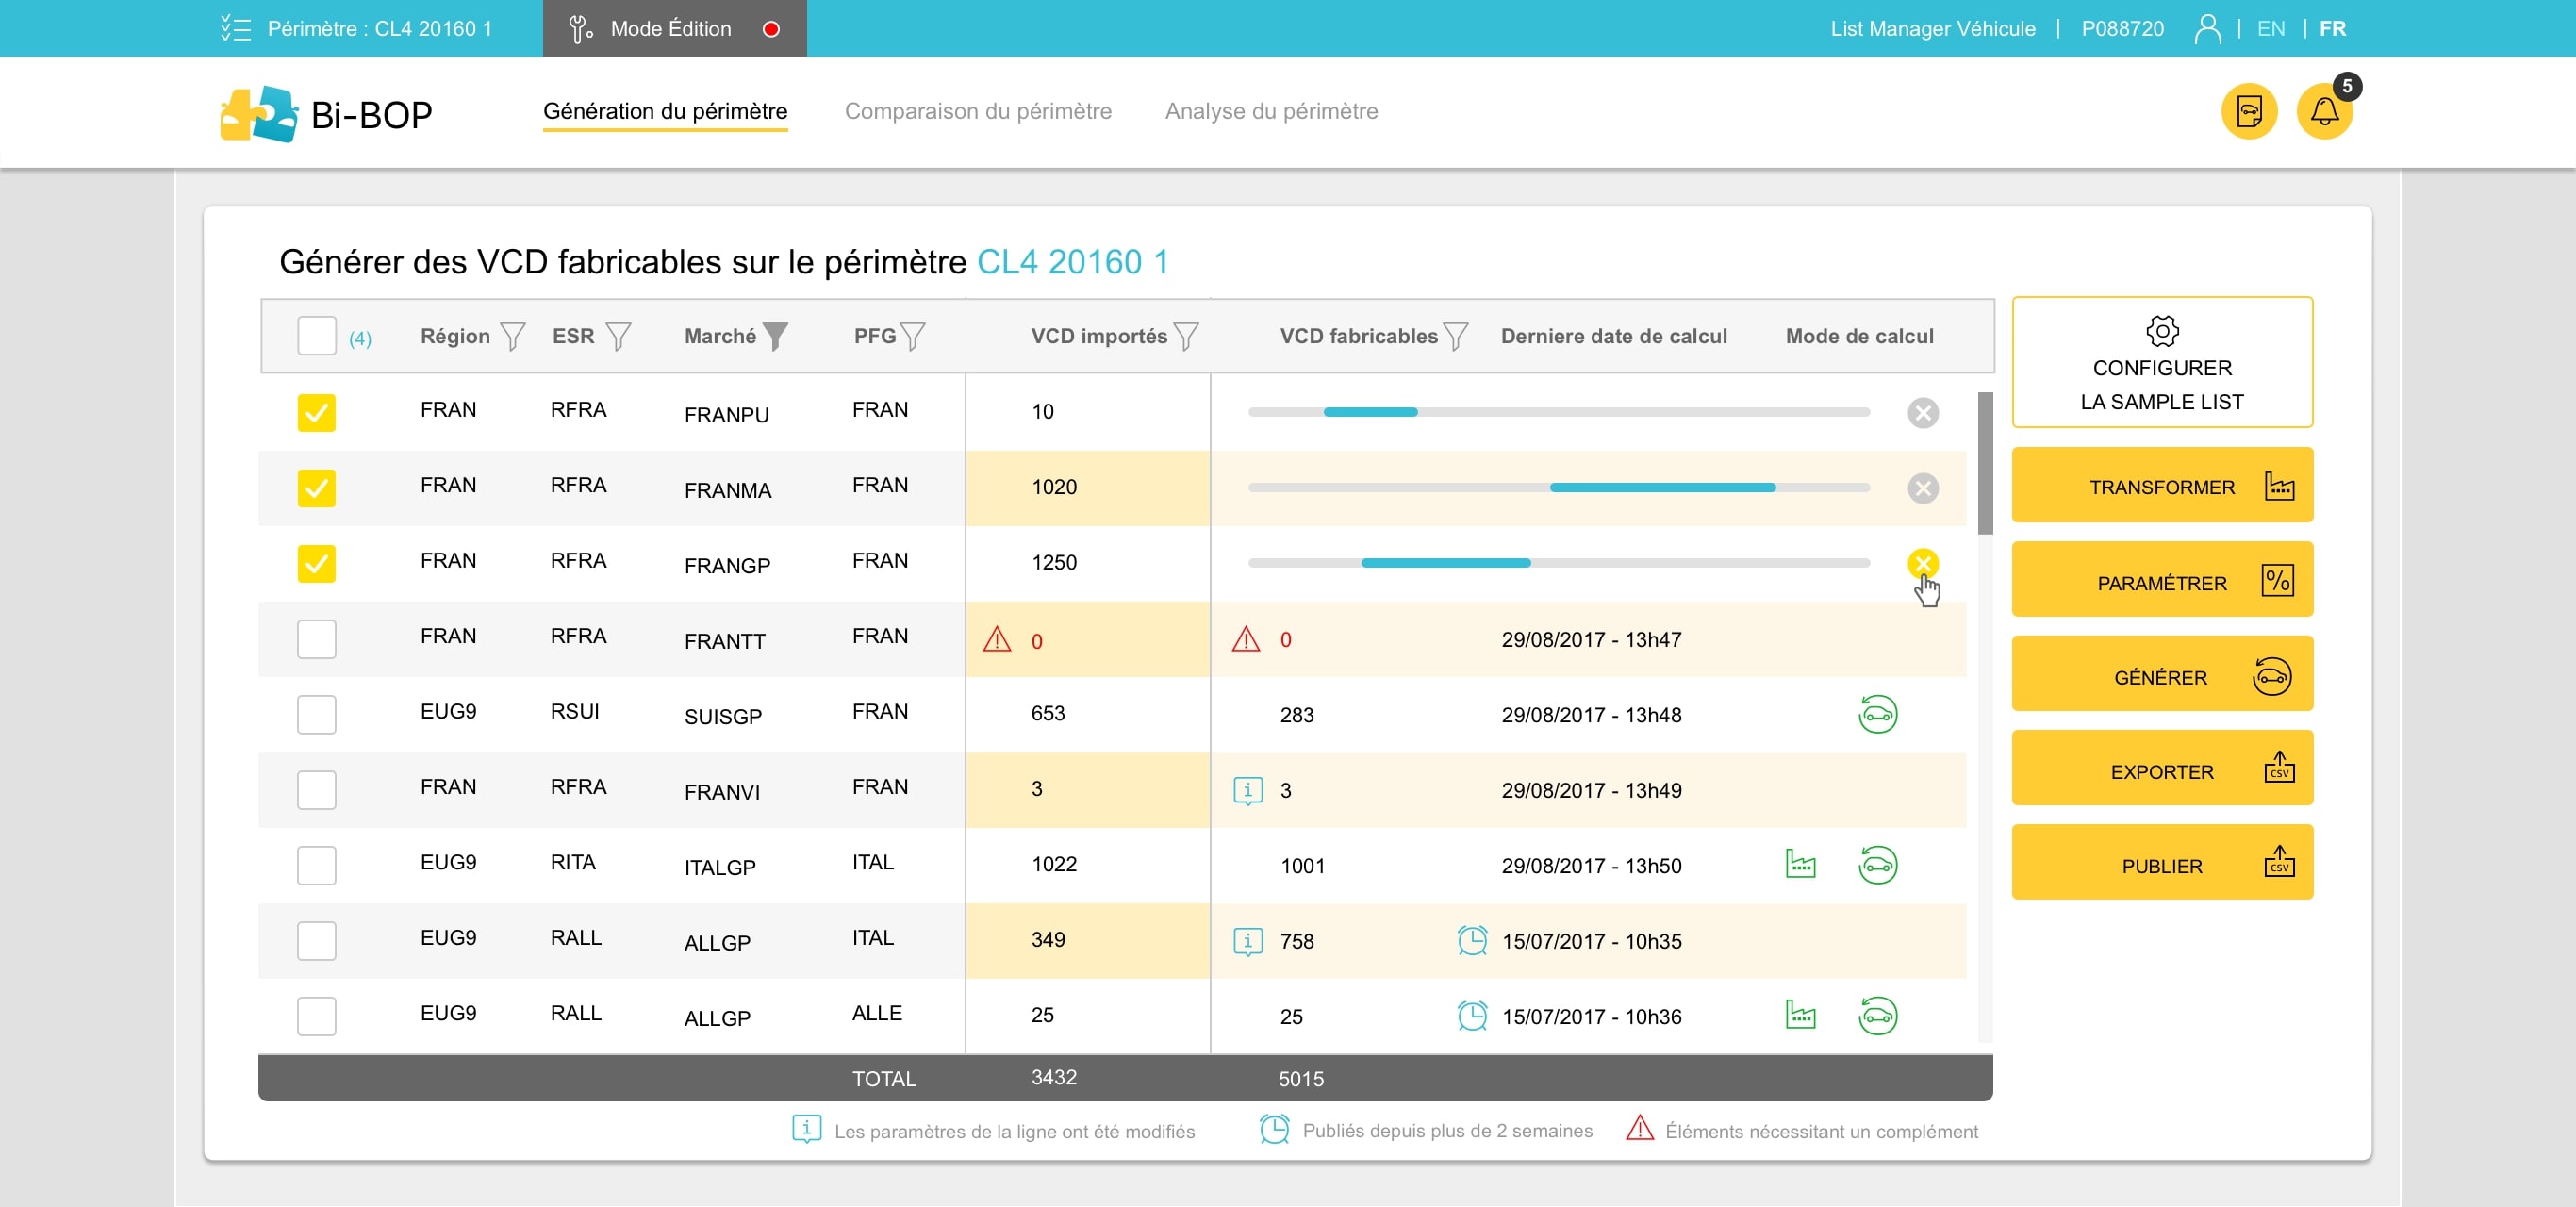 Périmètre : CL4 20160 1
Mode Édition
List Manager Véhicule | P088720 | EN | FR
Bi-BOP
Génération du périmètre
Comparaison du périmètre
Analyse du périmètre
5
Générer des VCD fabricables sur le périmètre CL4 20160 1
(4) Région ESR Marché PFG VCD importés VCD fabricables Derniere date de calcul Mode de calcul
FRAN RFRA FRANPU FRAN 10
FRAN RFRA FRANMA FRAN 1020
FRAN RFRA FRANGP FRAN 1250
FRAN RFRA FRANTT FRAN 0 0 29/08/2017 - 13h47
EUG9 RSUI SUISGP FRAN 653 283 29/08/2017 - 13h48
FRAN RFRA FRANVI FRAN 3 i 3 29/08/2017 - 13h49
EUG9 RITA ITALGP ITAL 1022 1001 29/08/2017 - 13h50
EUG9 RALL ALLGP ITAL 349 i 758 15/07/2017 - 10h35
EUG9 RALL ALLGP ALLE 25 25 15/07/2017 - 10h36
TOTAL 3432 5015
i Les paramètres de la ligne ont été modifiés
Publiés depuis plus de 2 semaines
Éléments nécessitant un complément
CONFIGURER
LA SAMPLE LIST
TRANSFORMER
PARAMÉTRER %
GÉNÉRER
EXPORTER CSV
PUBLIER CSV